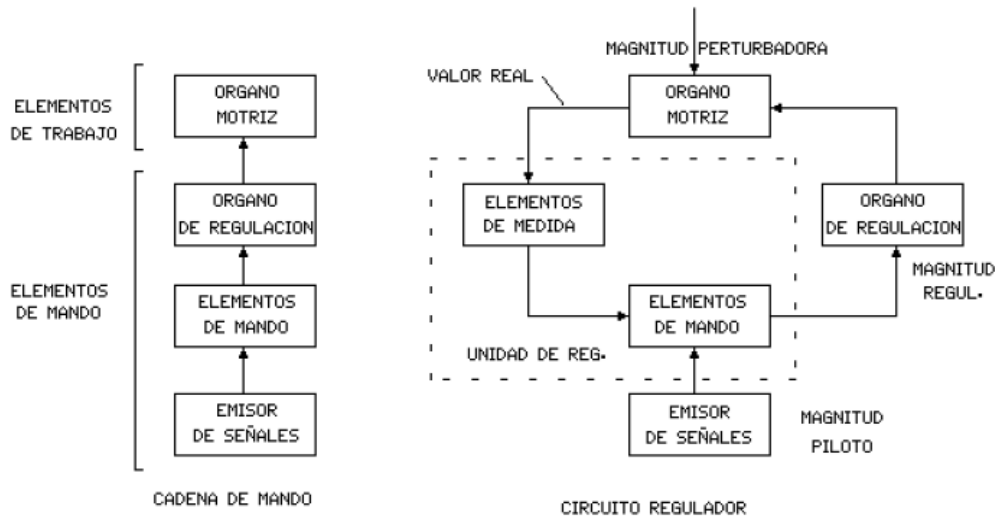 ELEMENTOS
DE TRABAJO
ORGANO
MOTRIZ
ELEMENTOS
DE MANDO
ORGANO
DE REGULACION
ELEMENTOS
DE MANDO
EMISOR
DE SEÑALES
CADENA DE MANDO
MAGNITUD PERTURBADORA
VALOR REAL
ORGANO
MOTRIZ
ELEMENTOS
DE MEDIDA
ORGANO
DE REGULACION
MAGNITUD
REGUL.
ELEMENTOS
DE MANDO
UNIDAD DE REG.
EMISOR
DE SEÑALES
MAGNITUD
PILOTO
CIRCUITO REGULADOR